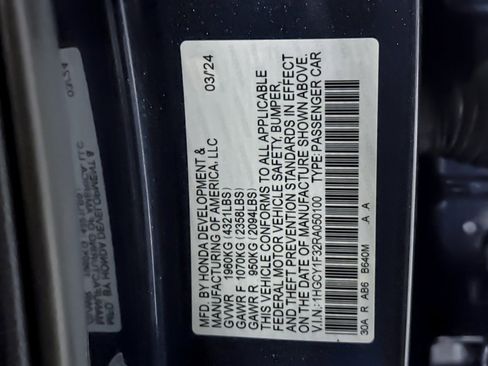 MFD. BY HONDA DEVELOPMENT & 03/24
MANUFACTURING OF AMERICA, LLC
GVWR 1960KG (4321LBS)
GAWR F 1070KG (2358LBS)
GAWR R 950KG (2094LBS)
THIS VEHICLE CONFORMS TO ALL APPLICABLE
FEDERAL MOTOR VEHICLE SAFETY, BUMPER,
AND THEFT PREVENTION STANDARDS IN EFFECT
ON THE DATE OF MANUFACTURE SHOWN ABOVE.
V.I.N.:1HGCY1F32RA050100 TYPE:PASSENGER CAR
30A R AB6 B640M A A